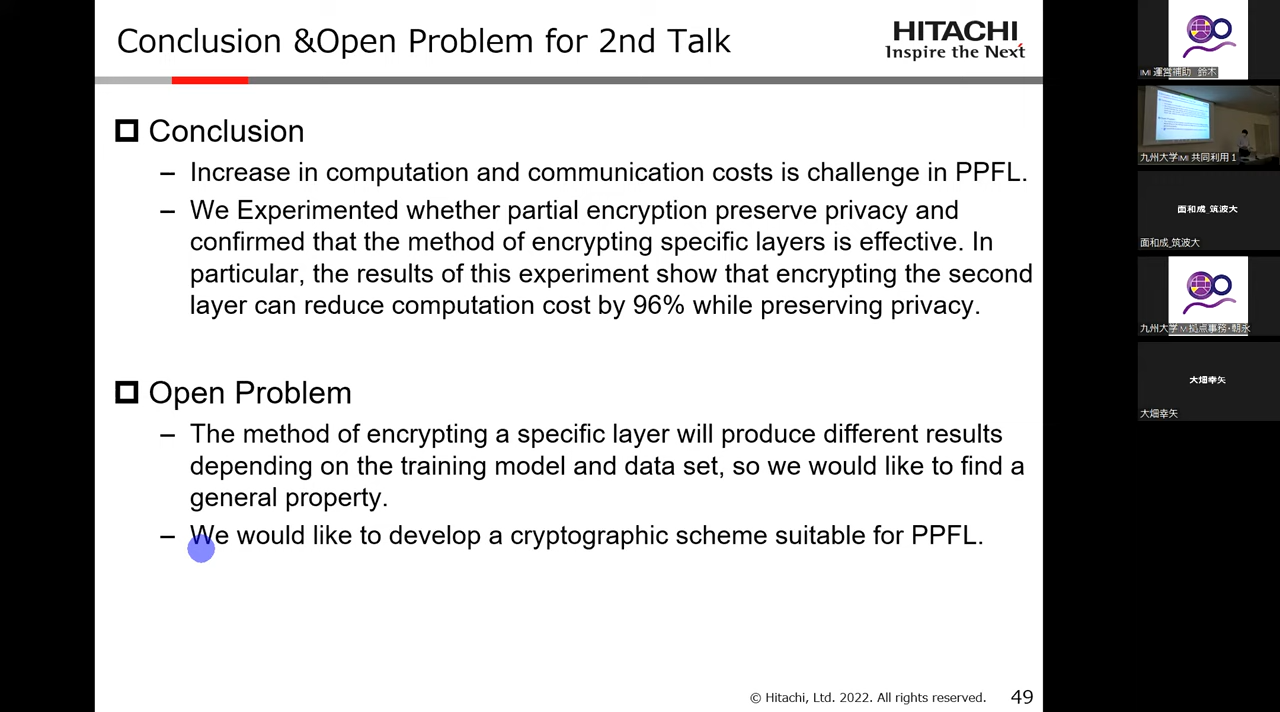 Conclusion &Open Problem for 2nd Talk
HITACHI
Inspire the Next
Conclusion
– Increase in computation and communication costs is challenge in PPFL.
– We Experimented whether partial encryption preserve privacy and
confirmed that the method of encrypting specific layers is effective. In
particular, the results of this experiment show that encrypting the second
layer can reduce computation cost by 96% while preserving privacy.
Open Problem
– The method of encrypting a specific layer will produce different results
depending on the training model and data set, so we would like to find a
general property.
– We would like to develop a cryptographic scheme suitable for PPFL.
© Hitachi, Ltd. 2022. All rights reserved.
49
IMI 運営補助 鈴木
九州大学IMI 共同利用 1
面和成_筑波大
面和成_筑波大
九州大学 拠点事務・朝永
大畑幸矢
大畑幸矢